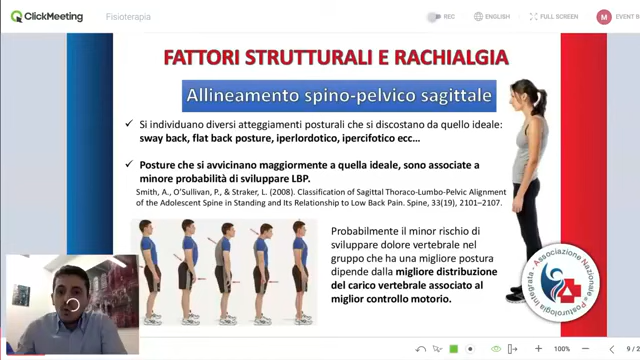 ClickMeeting
Fisioterapia
REC
ENGLISH
FULL SCREEN
M
EVENT
FATTORI STRUTTURALI E RACHIALGIA
Allineamento spino-pelvico sagittale
✓ Si individuano diversi atteggiamenti posturali che si discostano da quello ideale:
sway back, flat back posture, iperlordotico, ipercifotico ecc...
✓ Posture che si avvicinano maggiormente a quella ideale, sono associate a
minore probabilità di sviluppare LBP.
Smith, A., O'Sullivan, P., & Straker, L. (2008). Classification of Sagittal Thoraco-Lumbo-Pelvic Alignment
of the Adolescent Spine in Standing and Its Relationship to Low Back Pain. Spine, 33(19), 2101–2107.
Probabilmente il minor rischio di
sviluppare dolore vertebrale nel
gruppo che ha una migliore postura
dipende dalla migliore distribuzione
del carico vertebrale associato al
miglior controllo motorio.
Associazione Nazionale
Posturologia Integrata
100%
9/2